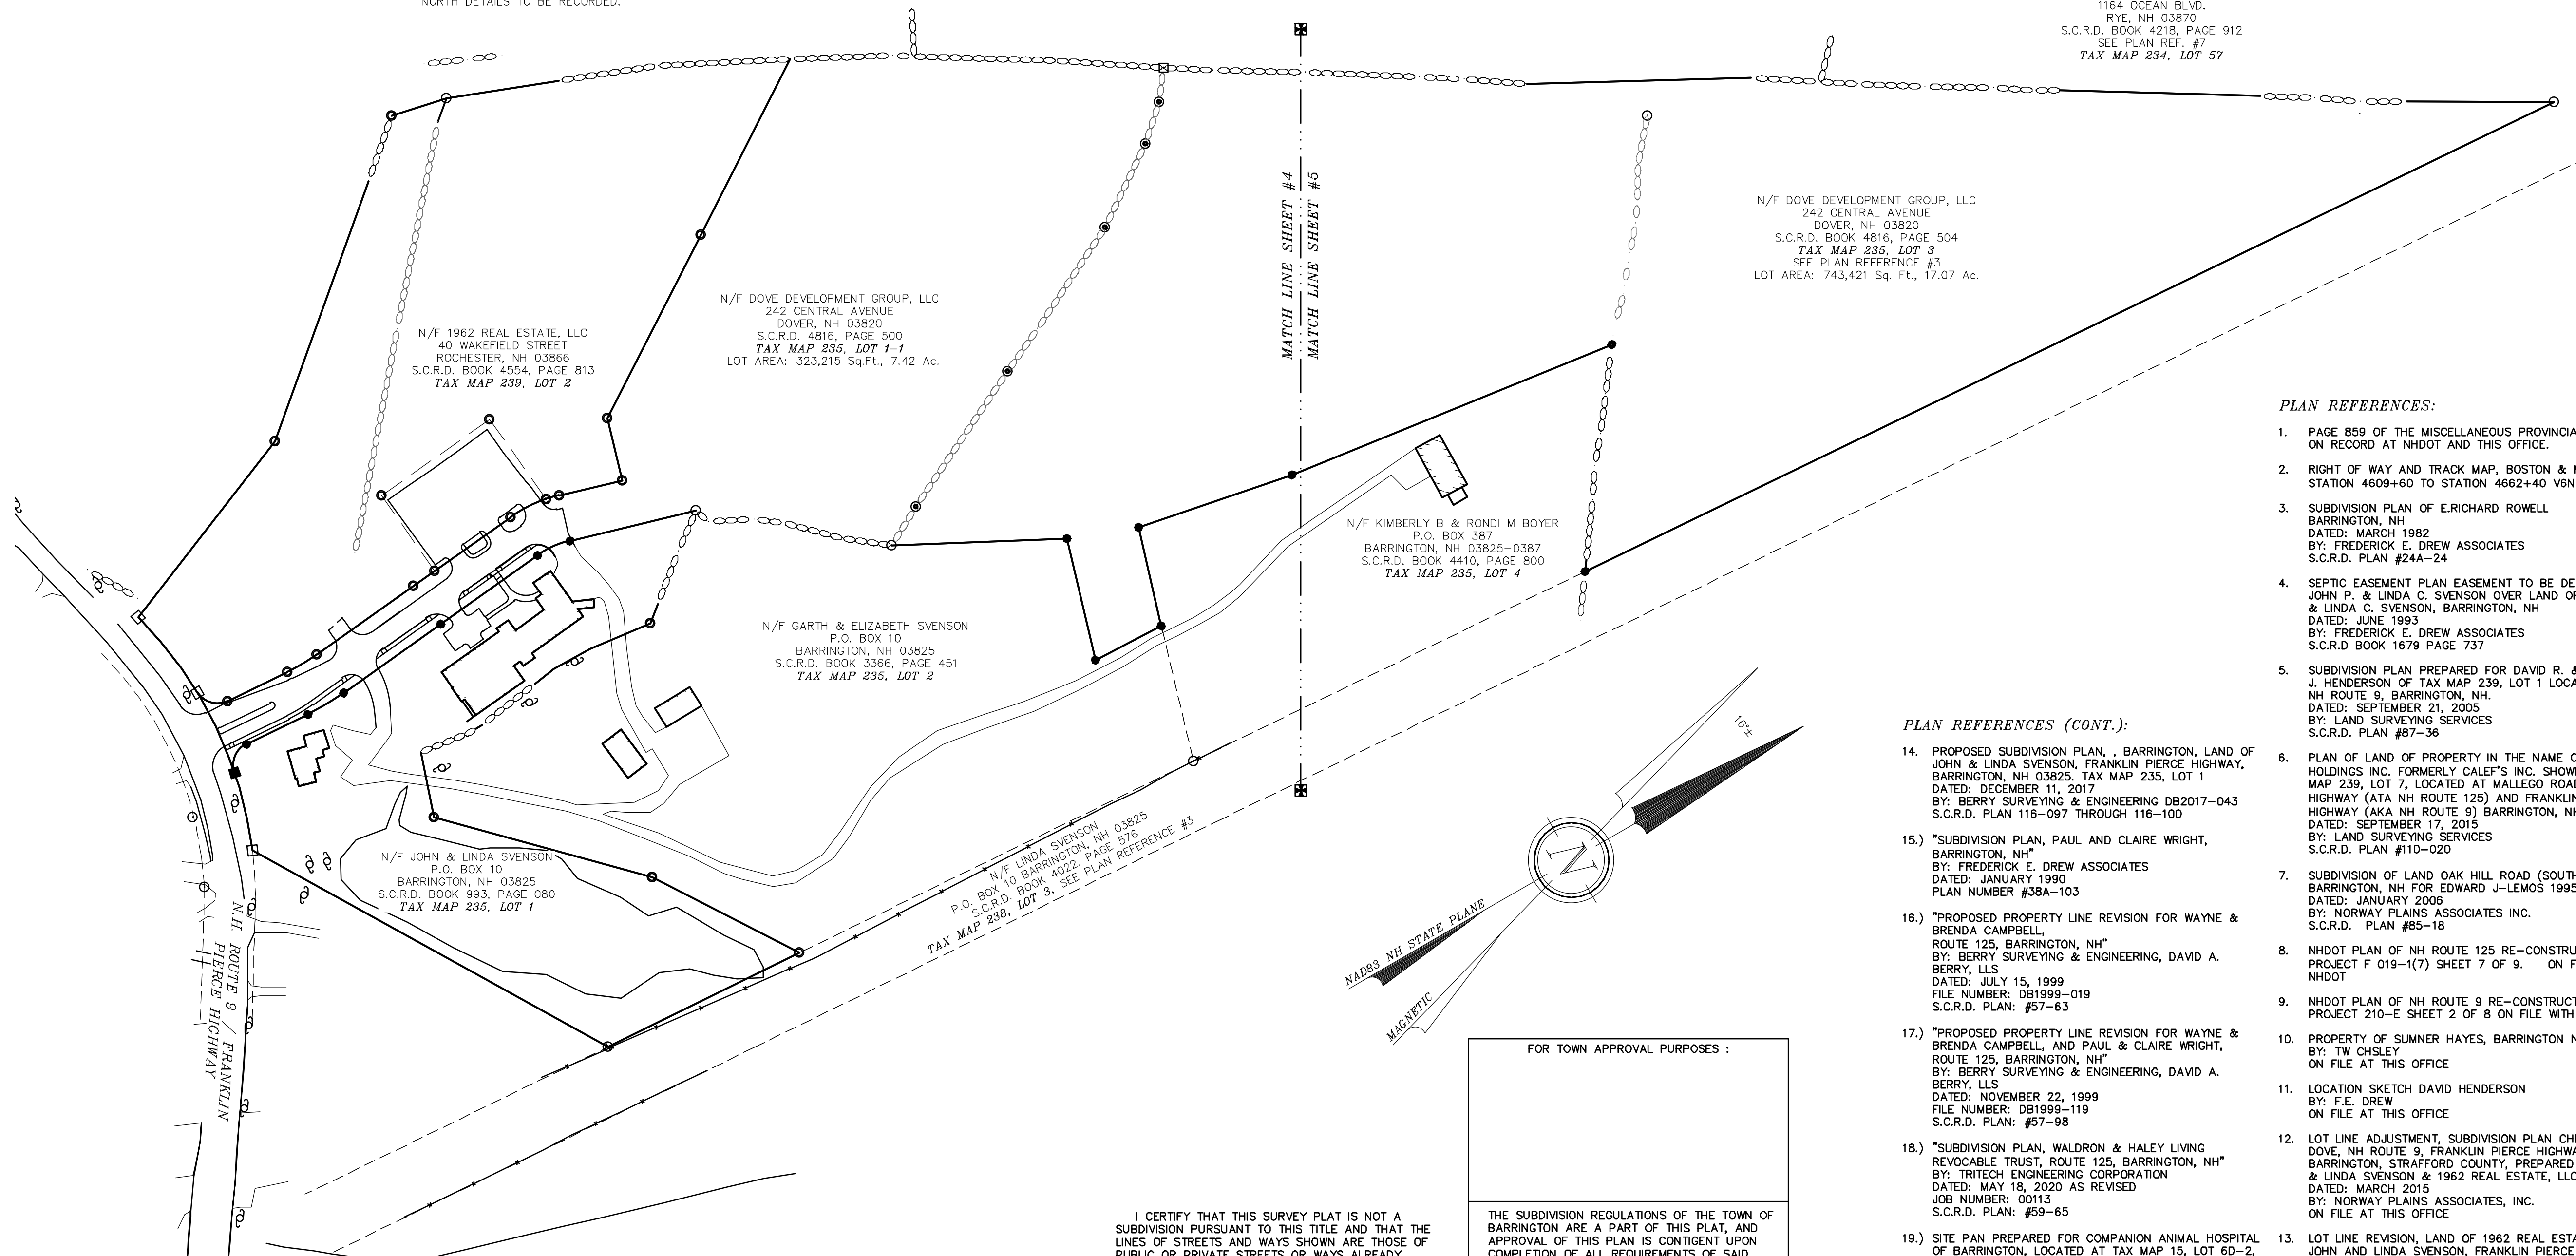 NORTH DETAILS TO BE RECORDED.
1164 OCEAN BLVD.
RYE, NH 03870
S.C.R.D. BOOK 4218, PAGE 912
SEE PLAN REF. #7
TAX MAP 234, LOT 57
MATCH LINE SHEET #4
MATCH LINE SHEET #5
N/F DOVE DEVELOPMENT GROUP, LLC
242 CENTRAL AVENUE
DOVER, NH 03820
S.C.R.D. BOOK 4816, PAGE 504
TAX MAP 235, LOT 3
SEE PLAN REFERENCE #3
LOT AREA: 743,421 Sq. Ft., 17.07 Ac.
N/F DOVE DEVELOPMENT GROUP, LLC
242 CENTRAL AVENUE
DOVER, NH 03820
S.C.R.D. 4816, PAGE 500
TAX MAP 235, LOT 1-1
LOT AREA: 323,215 Sq.Ft., 7.42 Ac.
N/F 1962 REAL ESTATE, LLC
40 WAKEFIELD STREET
ROCHESTER, NH 03866
S.C.R.D. BOOK 4554, PAGE 813
TAX MAP 239, LOT 2
N/F KIMBERLY B & RONDI M BOYER
P.O. BOX 387
BARRINGTON, NH 03825-0387
S.C.R.D. BOOK 4410, PAGE 800
TAX MAP 235, LOT 4
N/F GARTH & ELIZABETH SVENSON
P.O. BOX 10
BARRINGTON, NH 03825
S.C.R.D. BOOK 3366, PAGE 451
TAX MAP 235, LOT 2
N/F JOHN & LINDA SVENSON
P.O. BOX 10
BARRINGTON, NH 03825
S.C.R.D. BOOK 993, PAGE 080
TAX MAP 235, LOT 1
N/F LINDA SVENSON
P.O. BOX 10 BARRINGTON, NH 03825
S.C.R.D. BOOK 4022, PAGE 576
TAX MAP 238, LOT 3, SEE PLAN REFERENCE #3
N.H. ROUTE 9 / FRANKLIN
PIERCE HIGHWAY
16°±
N
NAD83 NH STATE PLANE
MAGNETIC
FOR TOWN APPROVAL PURPOSES :
THE SUBDIVISION REGULATIONS OF THE TOWN OF
BARRINGTON ARE A PART OF THIS PLAT, AND
APPROVAL OF THIS PLAN IS CONTIGENT UPON
COMPLETION OF ALL REQUIREMENTS OF SAID
I CERTIFY THAT THIS SURVEY PLAT IS NOT A
SUBDIVISION PURSUANT TO THIS TITLE AND THAT THE
LINES OF STREETS AND WAYS SHOWN ARE THOSE OF
PUBLIC OR PRIVATE STREETS OR WAYS ALREADY
PLAN REFERENCES (CONT.):
14. PROPOSED SUBDIVISION PLAN, , BARRINGTON, LAND OF
JOHN & LINDA SVENSON, FRANKLIN PIERCE HIGHWAY,
BARRINGTON, NH 03825. TAX MAP 235, LOT 1
DATED: DECEMBER 11, 2017
BY: BERRY SURVEYING & ENGINEERING DB2017-043
S.C.R.D. PLAN 116-097 THROUGH 116-100
15.) "SUBDIVISION PLAN, PAUL AND CLAIRE WRIGHT,
BARRINGTON, NH"
BY: FREDERICK E. DREW ASSOCIATES
DATED: JANUARY 1990
PLAN NUMBER #38A-103
16.) "PROPOSED PROPERTY LINE REVISION FOR WAYNE &
BRENDA CAMPBELL,
ROUTE 125, BARRINGTON, NH"
BY: BERRY SURVEYING & ENGINEERING, DAVID A.
BERRY, LLS
DATED: JULY 15, 1999
FILE NUMBER: DB1999-019
S.C.R.D. PLAN: #57-63
17.) "PROPOSED PROPERTY LINE REVISION FOR WAYNE &
BRENDA CAMPBELL, AND PAUL & CLAIRE WRIGHT,
ROUTE 125, BARRINGTON, NH"
BY: BERRY SURVEYING & ENGINEERING, DAVID A.
BERRY, LLS
DATED: NOVEMBER 22, 1999
FILE NUMBER: DB1999-119
S.C.R.D. PLAN: #57-98
18.) "SUBDIVISION PLAN, WALDRON & HALEY LIVING
REVOCABLE TRUST, ROUTE 125, BARRINGTON, NH"
BY: TRITECH ENGINEERING CORPORATION
DATED: MAY 18, 2020 AS REVISED
JOB NUMBER: 00113
S.C.R.D. PLAN: #59-65
19.) SITE PAN PREPARED FOR COMPANION ANIMAL HOSPITAL
OF BARRINGTON, LOCATED AT TAX MAP 15, LOT 6D-2,
PLAN REFERENCES:
1. PAGE 859 OF THE MISCELLANEOUS PROVINCIA
ON RECORD AT NHDOT AND THIS OFFICE.
2. RIGHT OF WAY AND TRACK MAP, BOSTON &
STATION 4609+60 TO STATION 4662+40 V6N
3. SUBDIVISION PLAN OF E.RICHARD ROWELL
BARRINGTON, NH
DATED: MARCH 1982
BY: FREDERICK E. DREW ASSOCIATES
S.C.R.D. PLAN #24A-24
4. SEPTIC EASEMENT PLAN EASEMENT TO BE DE
JOHN P. & LINDA C. SVENSON OVER LAND OF
& LINDA C. SVENSON, BARRINGTON, NH
DATED: JUNE 1993
BY: FREDERICK E. DREW ASSOCIATES
S.C.R.D BOOK 1679 PAGE 737
5. SUBDIVISION PLAN PREPARED FOR DAVID R. &
J. HENDERSON OF TAX MAP 239, LOT 1 LOCA
NH ROUTE 9, BARRINGTON, NH.
DATED: SEPTEMBER 21, 2005
BY: LAND SURVEYING SERVICES
S.C.R.D. PLAN #87-36
6. PLAN OF LAND OF PROPERTY IN THE NAME O
HOLDINGS INC. FORMERLY CALEF'S INC. SHOW
MAP 239, LOT 7, LOCATED AT MALLEGO ROAD
HIGHWAY (ATA NH ROUTE 125) AND FRANKLIN
HIGHWAY (AKA NH ROUTE 9) BARRINGTON, NH
DATED: SEPTEMBER 17, 2015
BY: LAND SURVEYING SERVICES
S.C.R.D. PLAN #110-020
7. SUBDIVISION OF LAND OAK HILL ROAD (SOUTH
BARRINGTON, NH FOR EDWARD J-LEMOS 1995
DATED: JANUARY 2006
BY: NORWAY PLAINS ASSOCIATES INC.
S.C.R.D. PLAN #85-18
8. NHDOT PLAN OF NH ROUTE 125 RE-CONSTRU
PROJECT F 019-1(7) SHEET 7 OF 9. ON F
NHDOT
9. NHDOT PLAN OF NH ROUTE 9 RE-CONSTRUCT
PROJECT 210-E SHEET 2 OF 8 ON FILE WITH
10. PROPERTY OF SUMNER HAYES, BARRINGTON N
BY: TW CHSLEY
ON FILE AT THIS OFFICE
11. LOCATION SKETCH DAVID HENDERSON
BY: F.E. DREW
ON FILE AT THIS OFFICE
12. LOT LINE ADJUSTMENT, SUBDIVISION PLAN CH
DOVE, NH ROUTE 9, FRANKLIN PIERCE HIGHWA
BARRINGTON, STRAFFORD COUNTY, PREPARED
& LINDA SVENSON & 1962 REAL ESTATE, LLC
DATED: MARCH 2015
BY: NORWAY PLAINS ASSOCIATES, INC.
ON FILE AT THIS OFFICE
13. LOT LINE REVISION, LAND OF 1962 REAL ESTA
JOHN AND LINDA SVENSON, FRANKLIN PIERCE